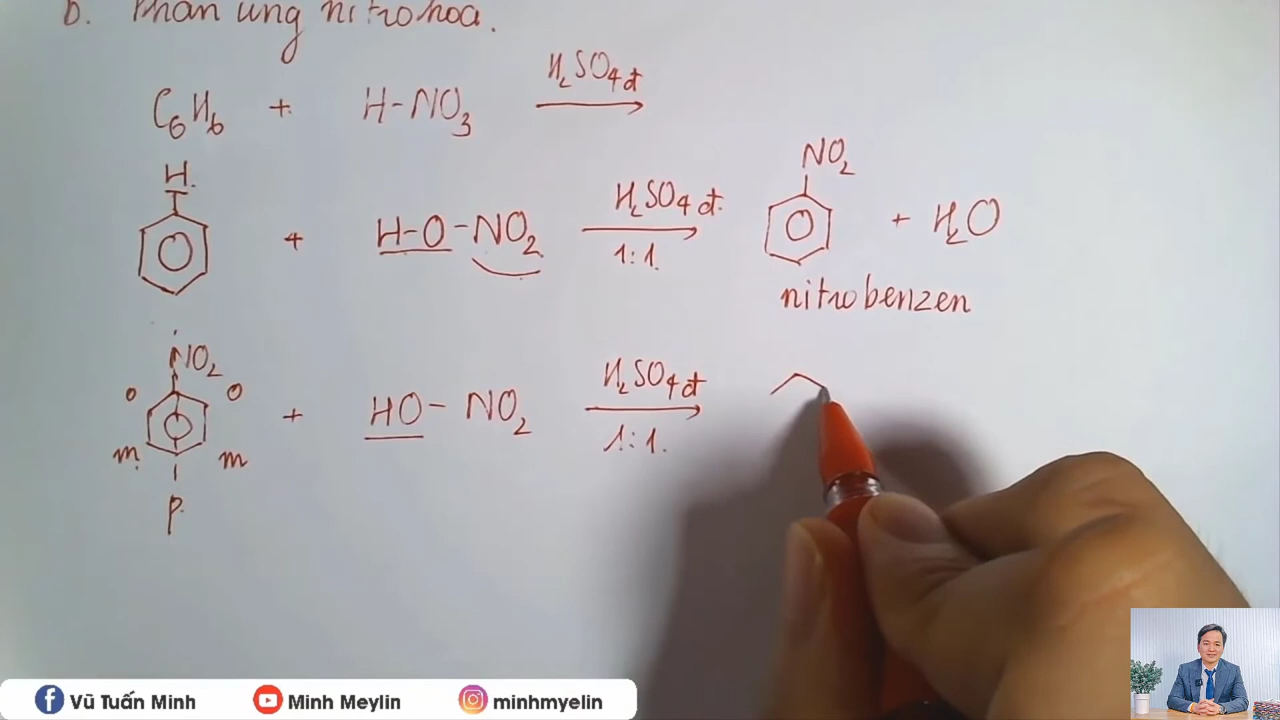 b. Phản ứng nitro hoá.
C6H6 + H-NO3 H2SO4 đ
H. NO2
+ H-O-NO2 H2SO4 đ. 1:1. + H2O
nitrobenzen
NO2
o o + HO- NO2 H2SO4 đ 1:1.
m. m
p.
Vũ Tuấn Minh Minh Meylin minhmyelin